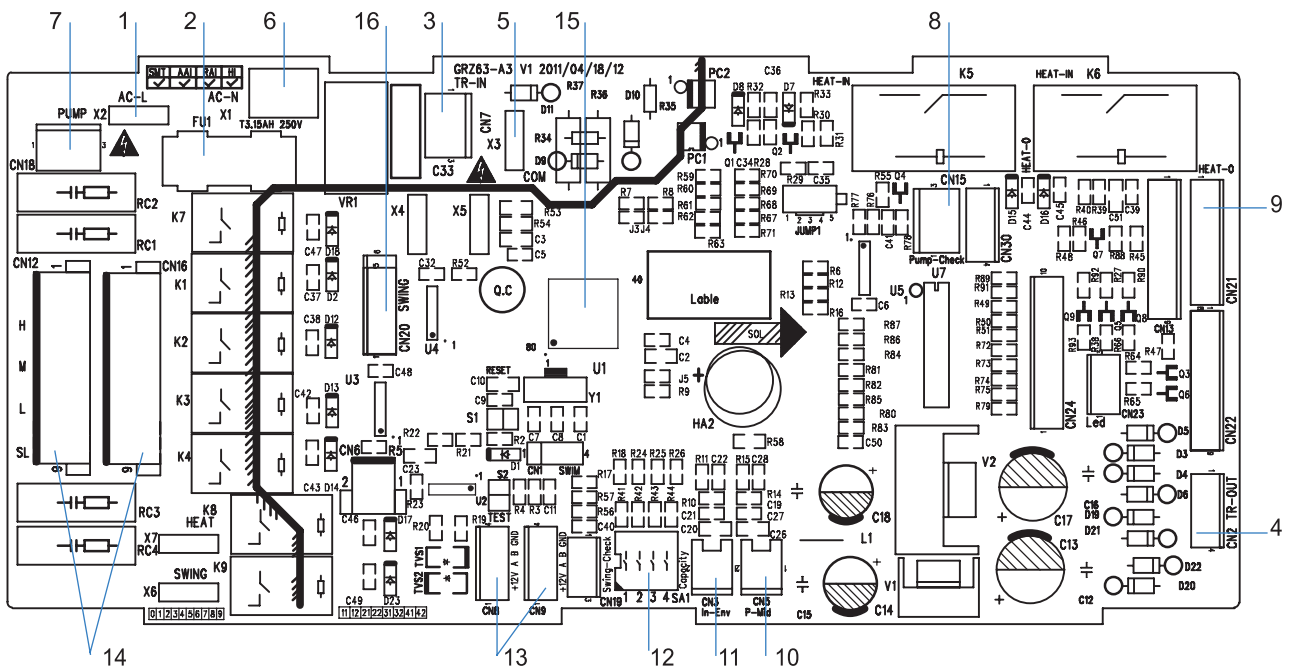 7 1 2 6 16 3 5 15 8
SMT AAI RAI HI
GRZ63-A3 V1 2011/04/18/12
TR-IN
PUMP X2 AC-L AC-N X1
T3.15AH 250V
FU1
CN18
1 3
CN7
X3
C33
COM
D11
R37
R36
R34
D9
D10
R35
PC2
PC1
C36
D8 R32 D7 R33
R30
R31
Q1 C34 R28 Q2
HEAT-IN K5 HEAT-IN K6
HEAT-O
HEAT-O
RC2
RC1
K7
VR1
X4 X5
R53
R54
C3
C5
R7 R8
J3 J4
R59
R60
R61
R62
R63
R70
R69
R68
R67
R71
R29 C35
JUMP1
1 2 3 4 5
R77 R76
R55 Q4
C41 R78
CN15
Pump-Check
CN30
D15 C44 D16 C45
R40 R39 C51 C39
R46
R48 Q7 R88 R45
9
CN21
CN12 CN16
C47 D18
K1
C37 D2
C38 D12
K2
K3
C42 D13
K4
C43 D14
H
M
L
SL
SWING
CN20
C32 R52
U4
Q.C
40
80
U1
Lable
SOL
R13
R6
R12
R16
C6
U5
U7
R87
R86
R84
R81
R82
R85
R80
R83
C50
R89
R91
R49
R50
R51
R72
R73
R74
R75
R79
10
CN24
R92 R27 R90
Q9 Q5 Q8
R93 R38 R66
R64
R47
CN13
Q3
Q6
R65
CN23
Led
CN22
C4
C2
J5
R9
HA2
R58
U3
C48
RESET
C10
C9
S1
Y1
C7 C8 C1
R2
D1
CN1 SWIM
4
CN6 R5
R22
R21
C23
R23
U2
S2
TEST
R4 R3 C11
R17
R57
R56
C40
R18 R24 R25 R26
R41 R42 R43 R44
R11 C22
R10
C21
C20
R15 C28
R14
C19
C27
C26
C18
L1
V2
V1
C17
C13
C14
C15
C16
C12
D5
D3
D4
D6
D19
D21
D22
D20
CN2 TR-OUT
4
RC3
RC4
K8
HEAT
X7
K9
SWING
X6
C46 D17
C49 D23
R20 R19
TVS1
TVS2
+12V A B GND
+12V A B GND
CN8
CN9
Swing-Check
CN19
1 2 3 4
SA1
Capacity
CN3
In-Env
CN5
P-Mid
0 1 2 3 4 5 6 7 8 9
11 12 21 22 31 32 41 42
14 13 12 11 10